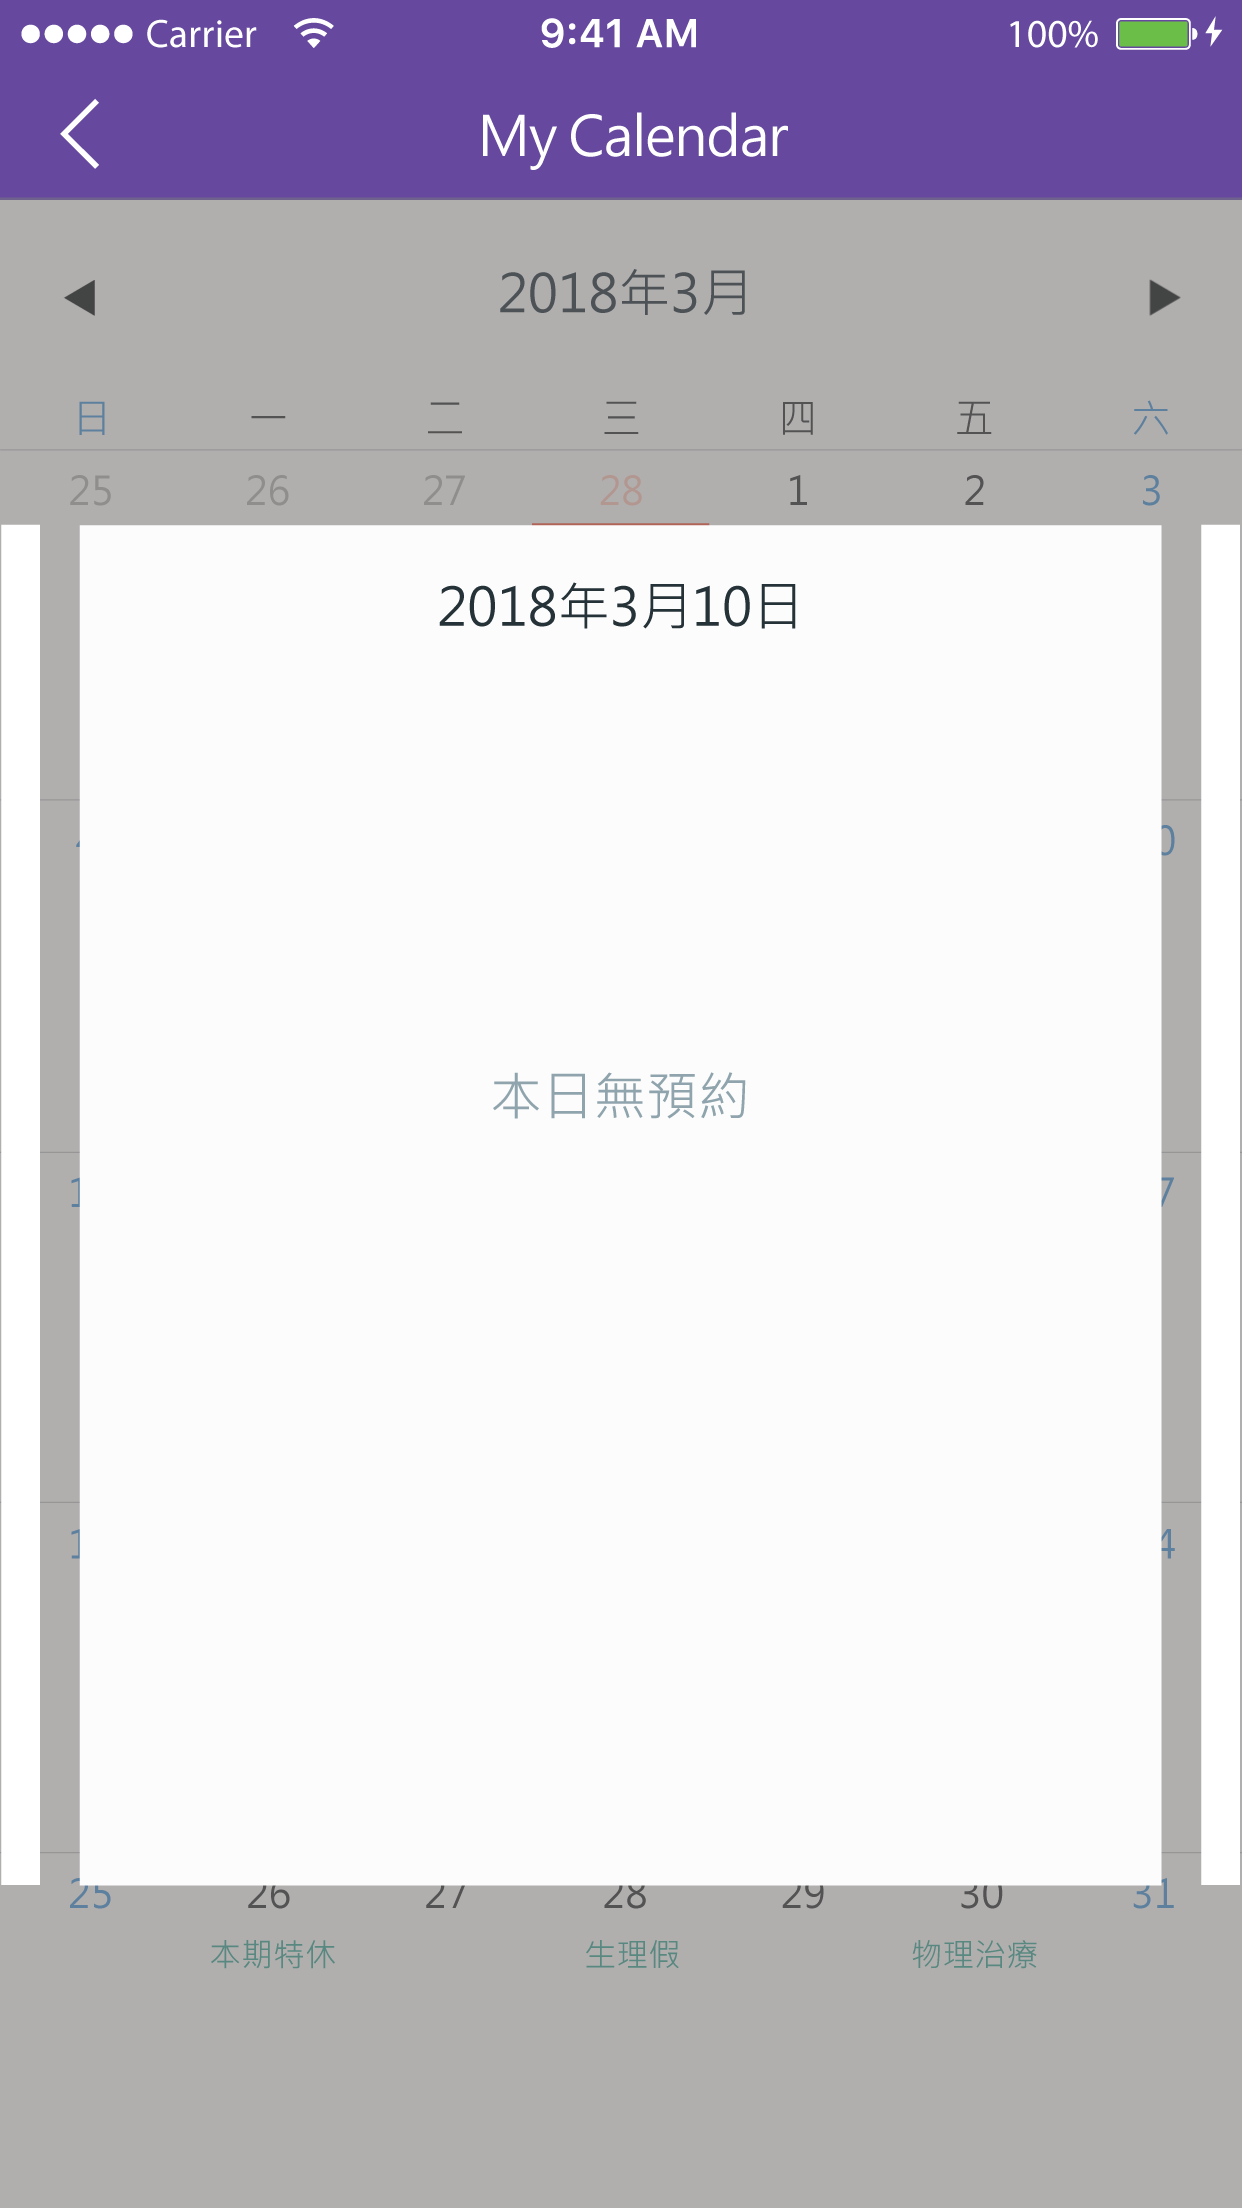 Carrier 9:41 AM 100%
My Calendar
2018年3月
日 一 二 三 四 五 六
25 26 27 28 1 2 3
2018年3月10日
本日無預約
25 26 27 28 29 30 31
本期特休 生理假 物理治療